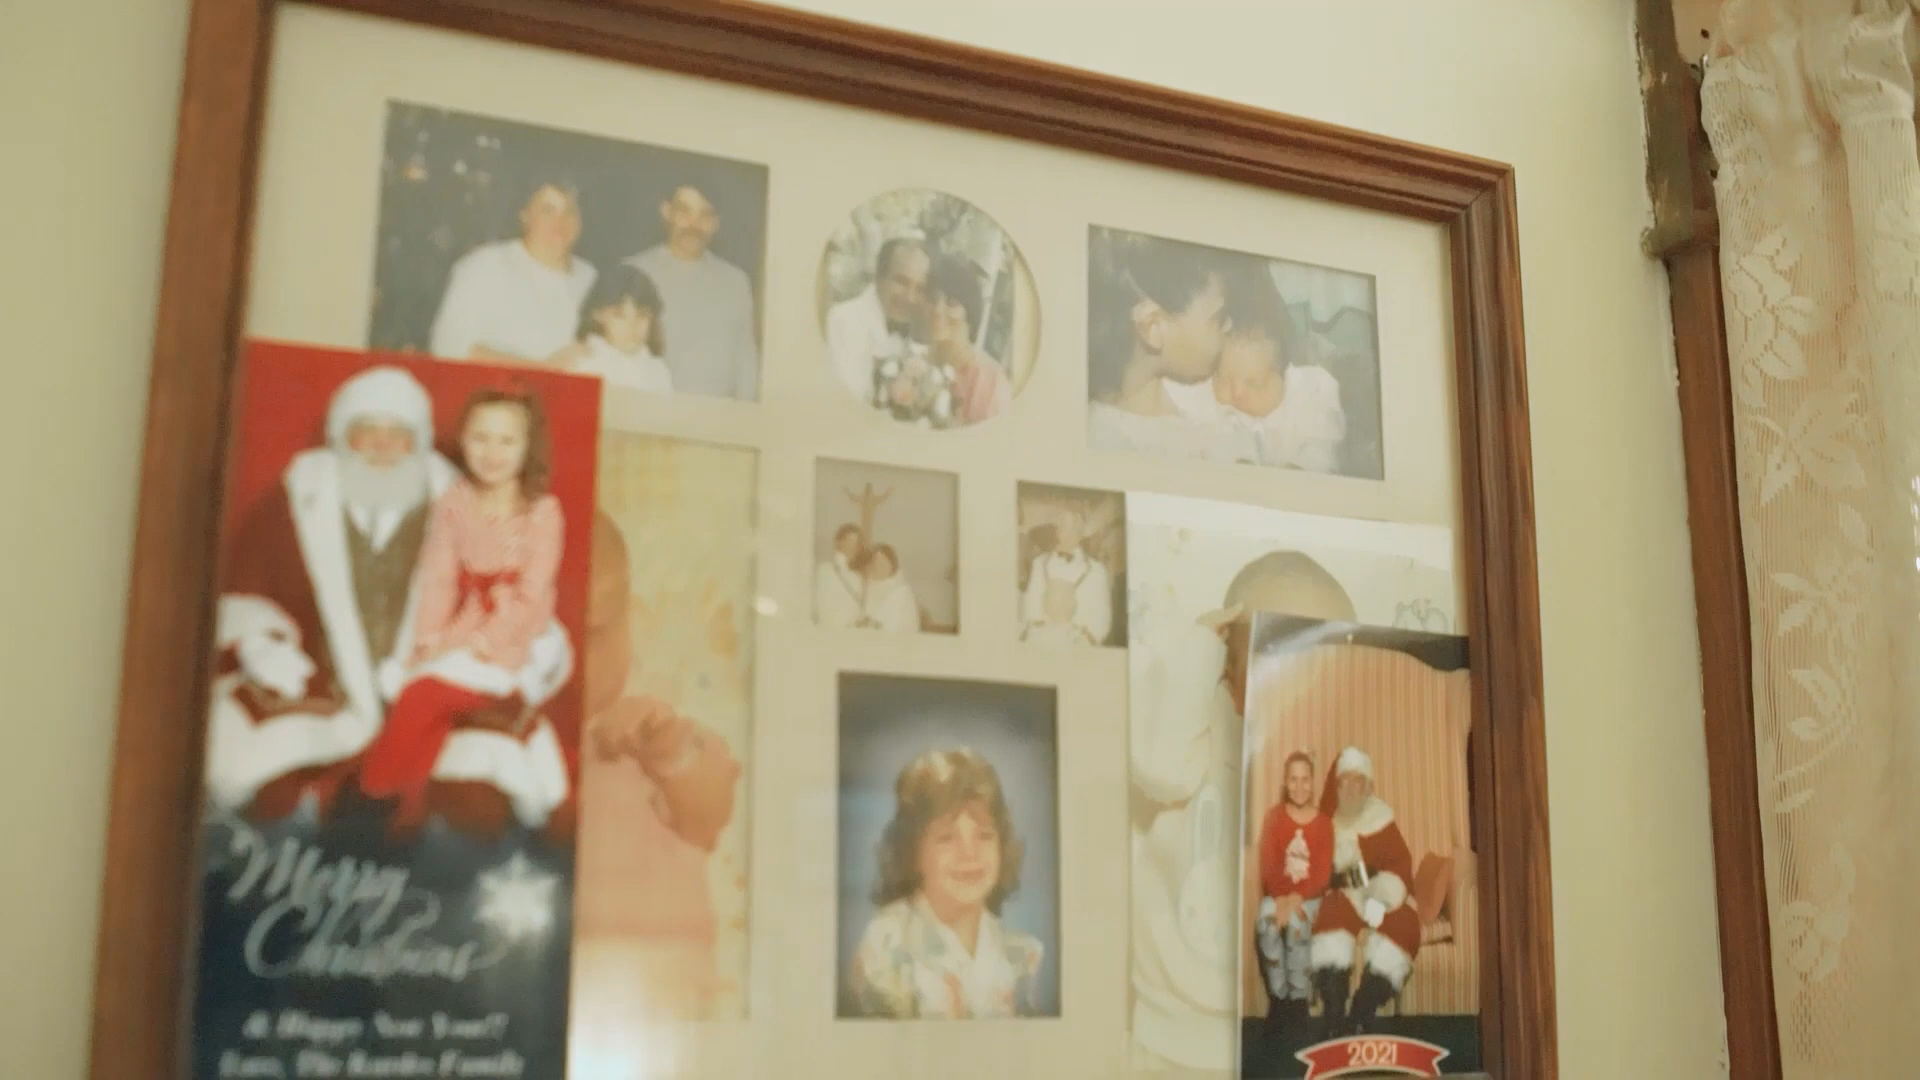 Merry
Christmas
& Happy New Year!!
Love, The Family
2021